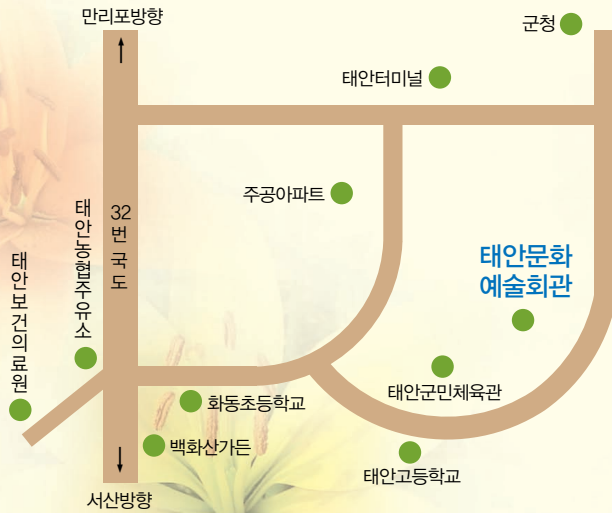 만리포방향
군청
태안터미널
주공아파트
태안농협주유소
32번국도
태안보건의료원
태안문화
예술회관
태안군민체육관
화동초등학교
백화산가든
태안고등학교
서산방향